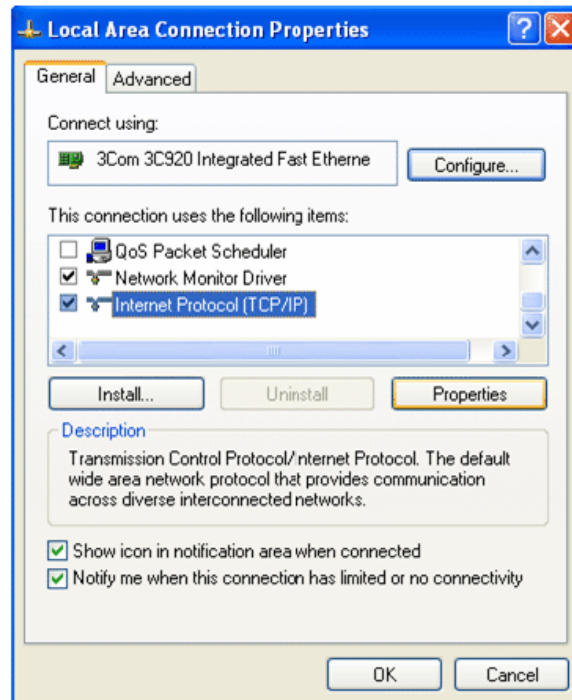 Local Area Connection Properties
General Advanced
Connect using:
3Com 3C920 Integrated Fast Etherne Configure...
This connection uses the following items:
QoS Packet Scheduler
Network Monitor Driver
Internet Protocol (TCP/IP)
Install... Uninstall Properties
Description
Transmission Control Protocol/Internet Protocol. The default
wide area network protocol that provides communication
across diverse interconnected networks.
Show icon in notification area when connected
Notify me when this connection has limited or no connectivity
OK Cancel